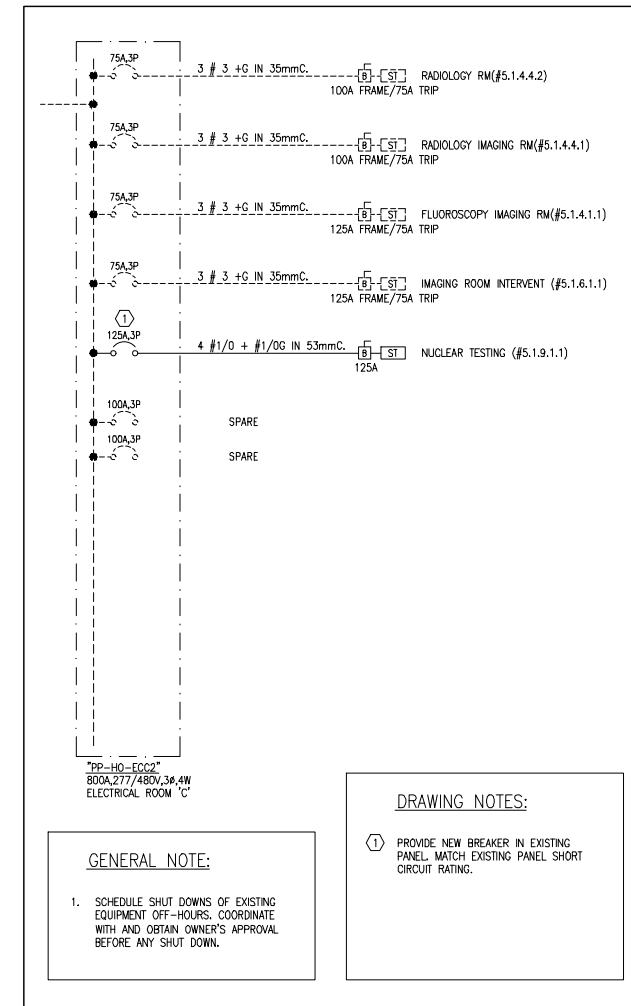 75A,3P
3 # 3 +G IN 35mmC.
B ST RADIOLOGY RM(#5.1.4.4.2)
100A FRAME/75A TRIP
75A,3P
3 # 3 +G IN 35mmC.
B ST RADIOLOGY IMAGING RM(#5.1.4.4.1)
100A FRAME/75A TRIP
75A,3P
3 # 3 +G IN 35mmC.
B ST FLUOROSCOPY IMAGING RM(#5.1.4.1.1)
125A FRAME/75A TRIP
75A,3P
3 # 3 +G IN 35mmC.
B ST IMAGING ROOM INTERVENT (#5.1.6.1.1)
125A FRAME/75A TRIP
1
125A,3P
4 #1/0 + #1/0G IN 53mmC.
B ST NUCLEAR TESTING (#5.1.9.1.1)
125A
100A,3P
SPARE
100A,3P
SPARE
"PP-HO-ECC2"
800A,277/480V,3ø,4W
ELECTRICAL ROOM 'C'
GENERAL NOTE:
1. SCHEDULE SHUT DOWNS OF EXISTING
EQUIPMENT OFF-HOURS. COORDINATE
WITH AND OBTAIN OWNER'S APPROVAL
BEFORE ANY SHUT DOWN.
DRAWING NOTES:
1 PROVIDE NEW BREAKER IN EXISTING
PANEL. MATCH EXISTING PANEL SHORT
CIRCUIT RATING.